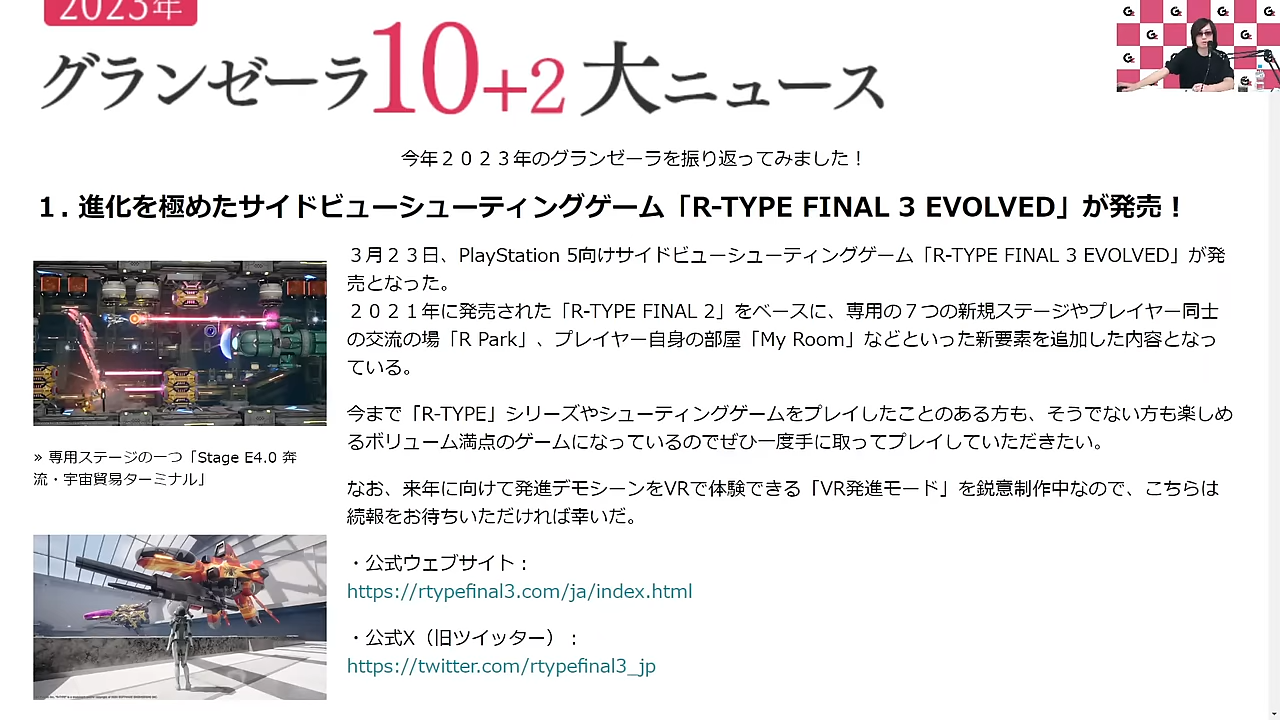 2023年
グランゼーラ10+2大ニュース
今年２０２３年のグランゼーラを振り返ってみました！
１. 進化を極めたサイドビューシューティングゲーム「R-TYPE FINAL 3 EVOLVED」が発売！
３月２３日、PlayStation 5向けサイドビューシューティングゲーム「R-TYPE FINAL 3 EVOLVED」が発
売となった。
２０２１年に発売された「R-TYPE FINAL 2」をベースに、専用の７つの新規ステージやプレイヤー同士
の交流の場「R Park」、プレイヤー自身の部屋「My Room」などといった新要素を追加した内容となっ
ている。
今まで「R-TYPE」シリーズやシューティングゲームをプレイしたことのある方も、そうでない方も楽しめ
るボリューム満点のゲームになっているのでぜひ一度手に取ってプレイしていただきたい。
» 専用ステージの一つ「Stage E4.0 奔
流・宇宙貿易ターミナル」
なお、来年に向けて発進デモシーンをVRで体験できる「VR発進モード」を鋭意制作中なので、こちらは
続報をお待ちいただければ幸いだ。
・公式ウェブサイト：
https://rtypefinal3.com/ja/index.html
・公式X（旧ツイッター）：
https://twitter.com/rtypefinal3_jp